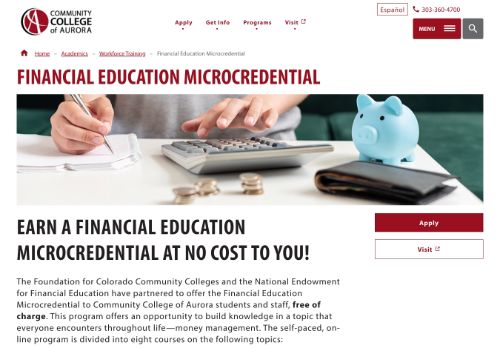 COMMUNITY
COLLEGE
of AURORA
Español
303-360-4700
Apply
Get Info
Programs
Visit
MENU
Home – Academics – Workforce Training – Financial Education Microcredential
FINANCIAL EDUCATION MICROCREDENTIAL
EARN A FINANCIAL EDUCATION
MICROCREDENTIAL AT NO COST TO YOU!
Apply
Visit
The Foundation for Colorado Community Colleges and the National Endowment
for Financial Education have partnered to offer the Financial Education
Microcredential to Community College of Aurora students and staff, free of
charge. This program offers an opportunity to build knowledge in a topic that
everyone encounters throughout life—money management. The self-paced, on-
line program is divided into eight courses on the following topics: